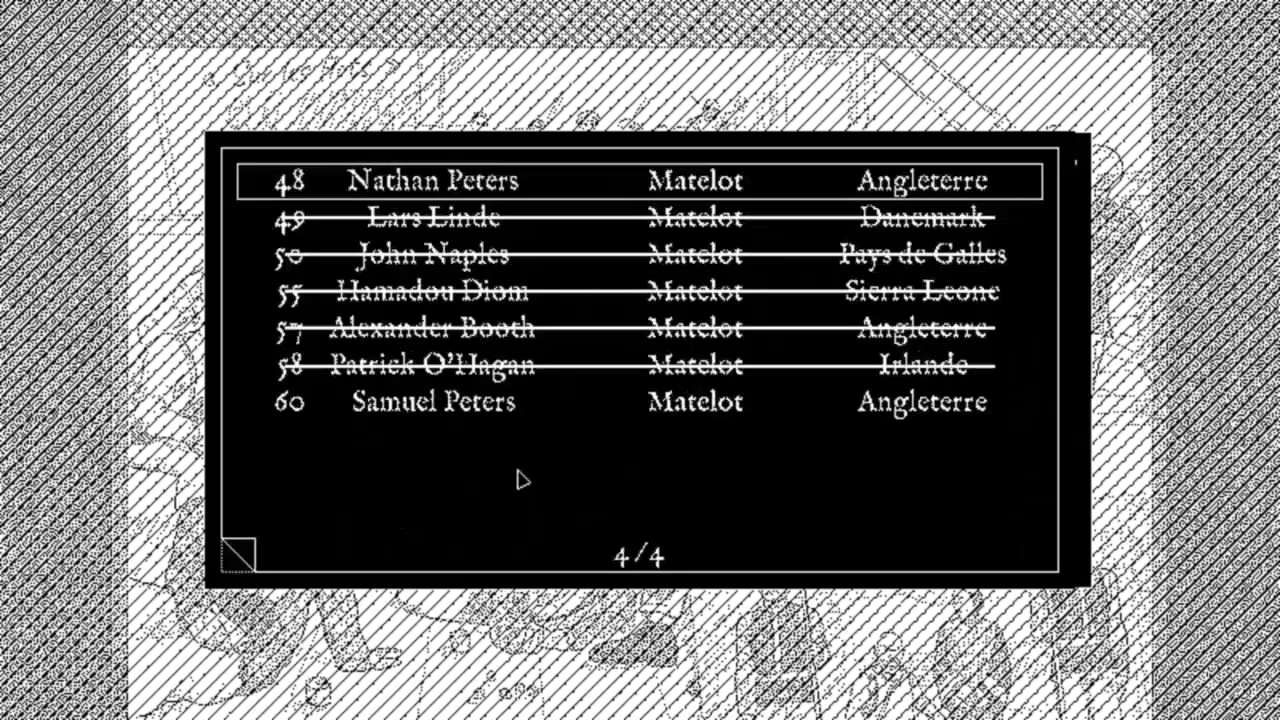 48 Nathan Peters Matelot Angleterre
49 Lars Linde Matelot Danemark
50 John Naples Matelot Pays de Galles
55 Hamadou Diom Matelot Sierra Leone
57 Alexander Booth Matelot Angleterre
58 Patrick O'Hagan Matelot Irlande
60 Samuel Peters Matelot Angleterre
4/4